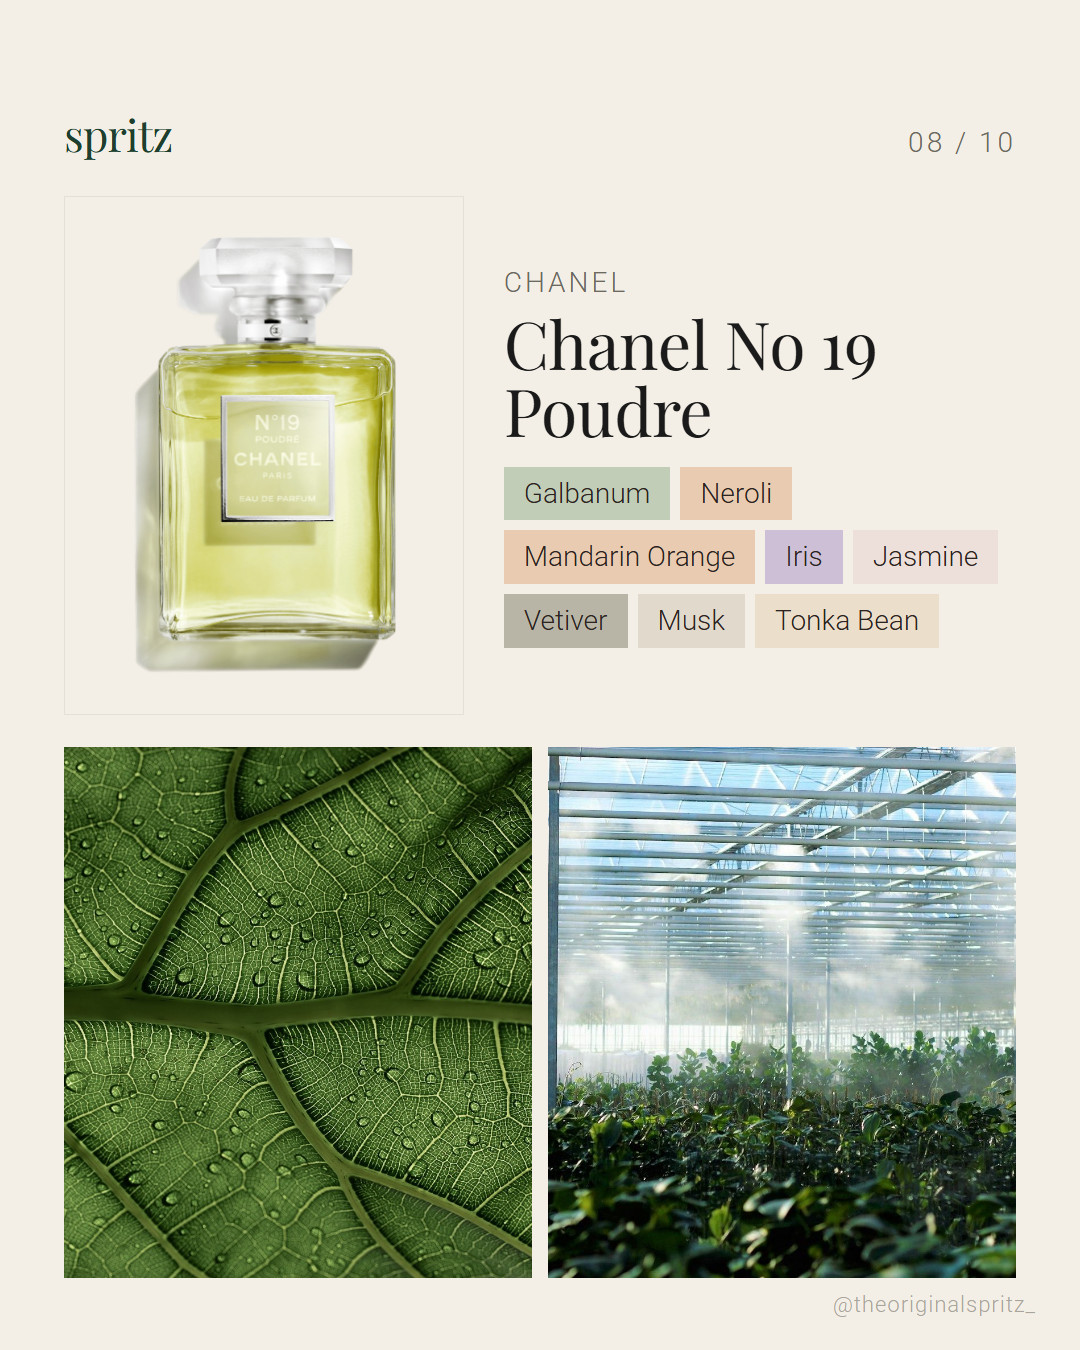 spritz
08 / 10
N°19
POUDRÉ
CHANEL
PARIS
EAU DE PARFUM
CHANEL
Chanel No 19
Poudre
Galbanum Neroli
Mandarin Orange Iris Jasmine
Vetiver Musk Tonka Bean
@theoriginalspritz_